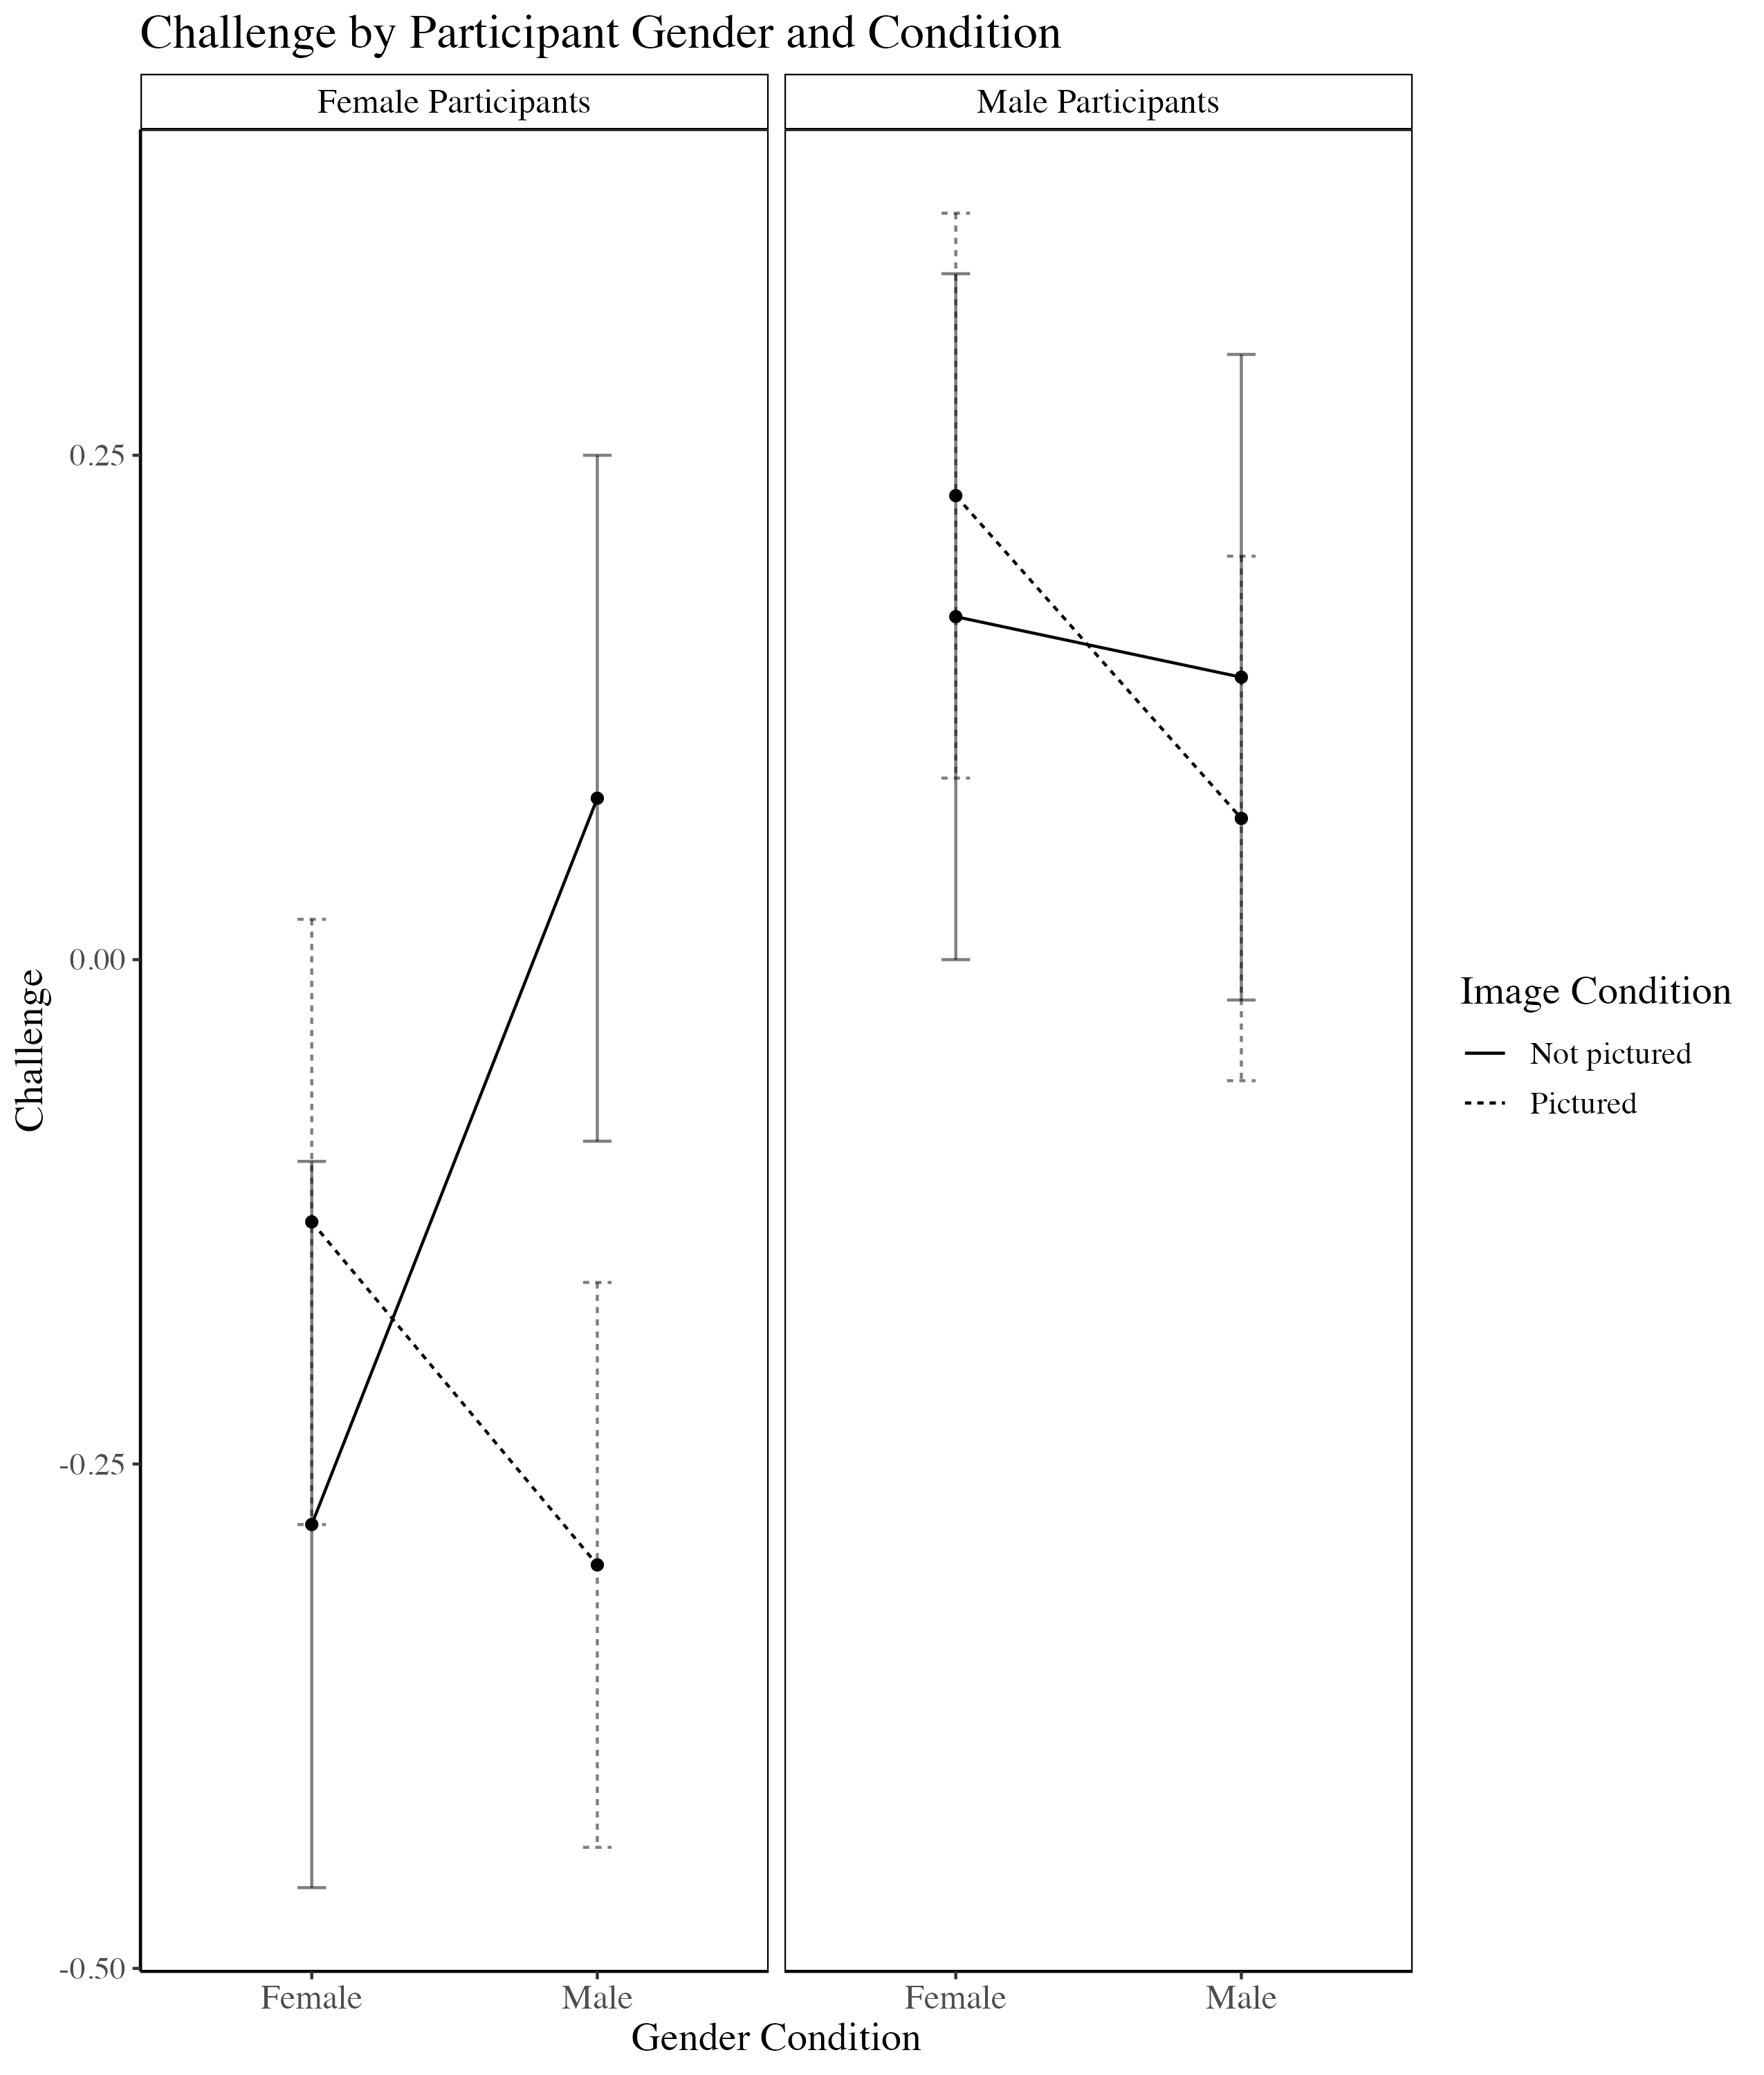 Challenge by Participant Gender and Condition
Female Participants
Male Participants
0.25
0.00
-0.25
-0.50
Challenge
Female
Male
Female
Male
Gender Condition
Image Condition
Not pictured
Pictured